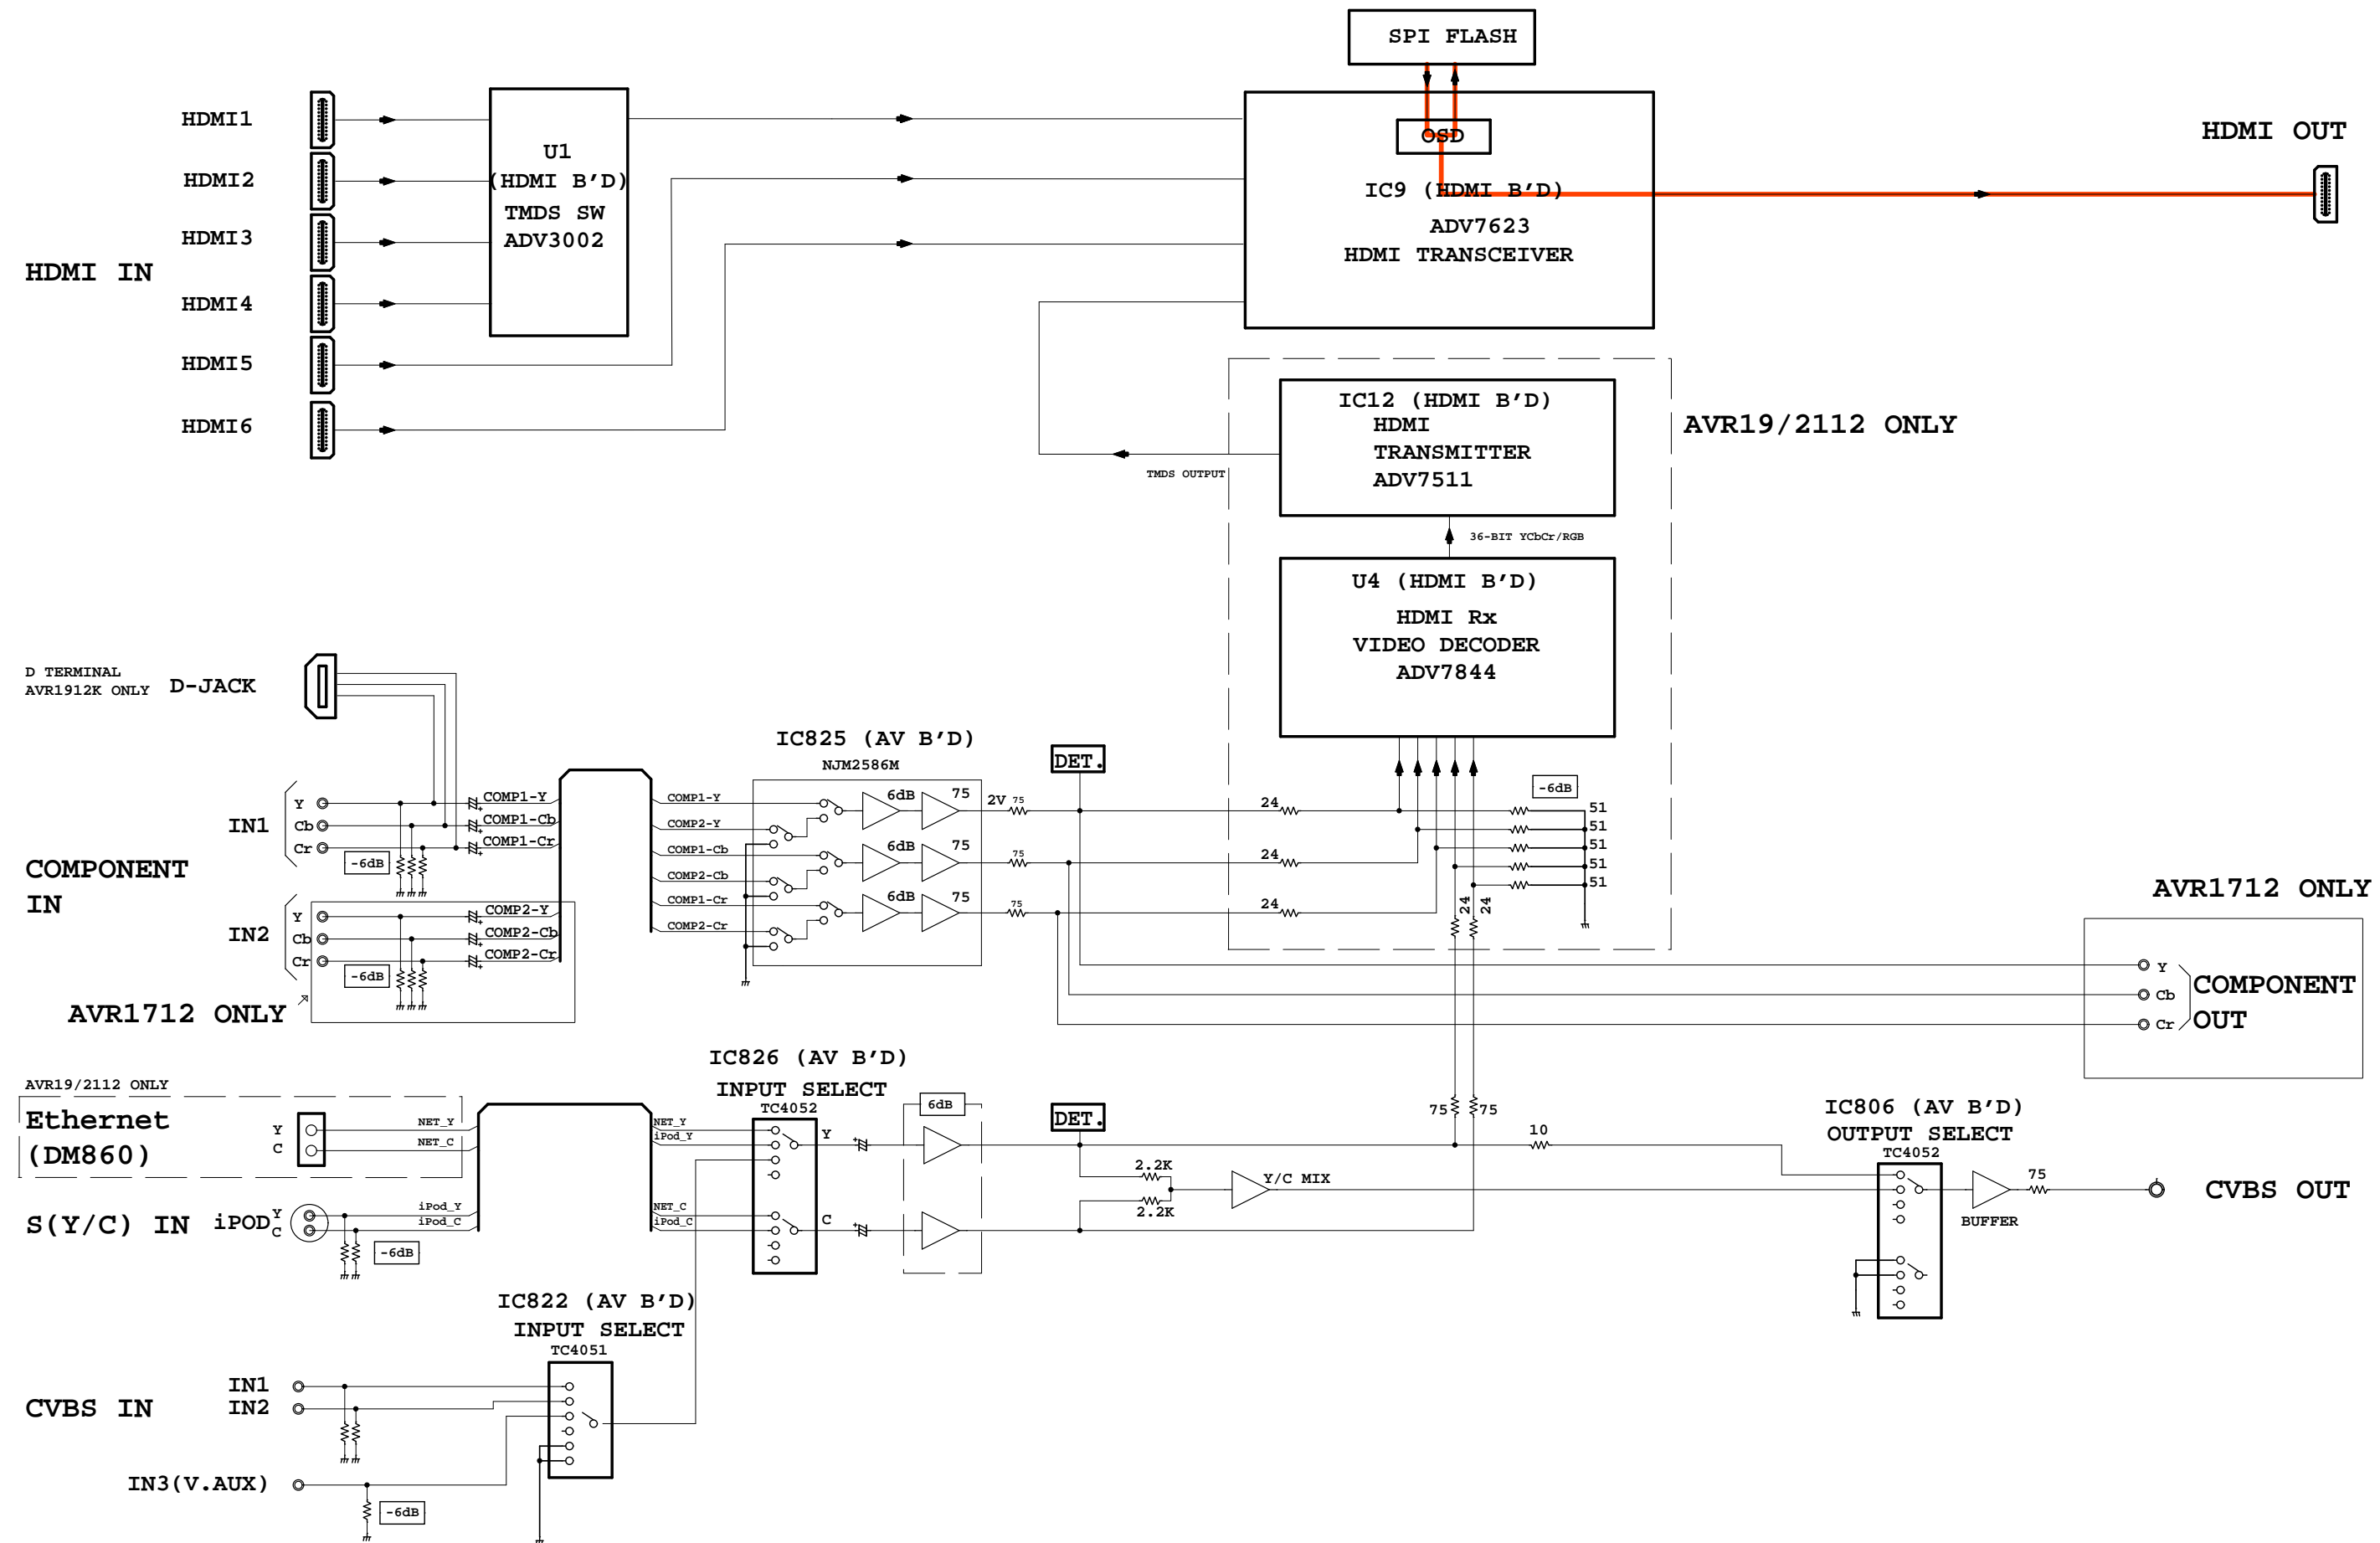 SPI FLASH
OSD
HDMI OUT
HDMI1
HDMI2
HDMI3
HDMI IN
HDMI4
HDMI5
HDMI6
U1
(HDMI B'D)
TMDS SW
ADV3002
IC9 (HDMI B'D)
ADV7623
HDMI TRANSCEIVER
IC12 (HDMI B'D)
HDMI
TRANSMITTER
ADV7511
AVR19/2112 ONLY
TMDS OUTPUT
36-BIT YCbCr/RGB
U4 (HDMI B'D)
HDMI Rx
VIDEO DECODER
ADV7844
D TERMINAL
AVR1912K ONLY
D-JACK
IC825 (AV B'D)
NJM2586M
DET.
COMPONENT
IN
IN1
Y
Cb
Cr
-6dB
COMP1-Y
COMP1-Cb
COMP1-Cr
IN2
Y
Cb
Cr
-6dB
COMP2-Y
COMP2-Cb
COMP2-Cr
AVR1712 ONLY
COMP1-Y
COMP2-Y
COMP1-Cb
COMP2-Cb
COMP1-Cr
COMP2-Cr
6dB
75
2V
75
6dB
75
75
6dB
75
75
24
24
24
-6dB
51
51
51
51
51
24
24
AVR1712 ONLY
Y
Cb
Cr
COMPONENT
OUT
AVR19/2112 ONLY
Ethernet
(DM860)
Y
C
NET_Y
NET_C
S(Y/C) IN
iPOD
Y
C
iPod_Y
iPod_C
-6dB
NET_Y
iPod_Y
NET_C
iPod_C
IC826 (AV B'D)
INPUT SELECT
TC4052
Y
C
6dB
DET.
2.2K
2.2K
Y/C MIX
75
75
10
IC806 (AV B'D)
OUTPUT SELECT
TC4052
BUFFER
75
CVBS OUT
IC822 (AV B'D)
INPUT SELECT
TC4051
CVBS IN
IN1
IN2
IN3(V.AUX)
-6dB